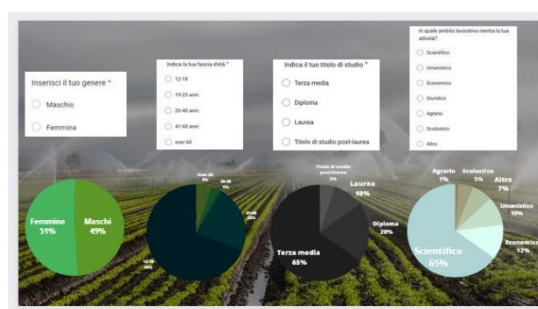 In quale ambito lavorativo rientra la tua
attività?
Scientifico
Umanistico
Economico
Giuridico
Agrario
Scolastico
Altro
Indica la tua fascia d'età *
12-18
19-25 anni
26-40 anni
41-60 anni
over 60
Indica il tuo titolo di studio *
Terza media
Diploma
Laurea
Titolo di studio post-laurea
Inserisci il tuo genere *
Maschio
Femmina
Femmine
51%
Maschi
49%
Over 60
Titolo di studio
post-laurea
Laurea
10%
Diploma
20%
Terza media
65%
Agrario
1%
Scolastico
5%
Altro
7%
Umanistico
10%
Economico
12%
Scientifico
65%